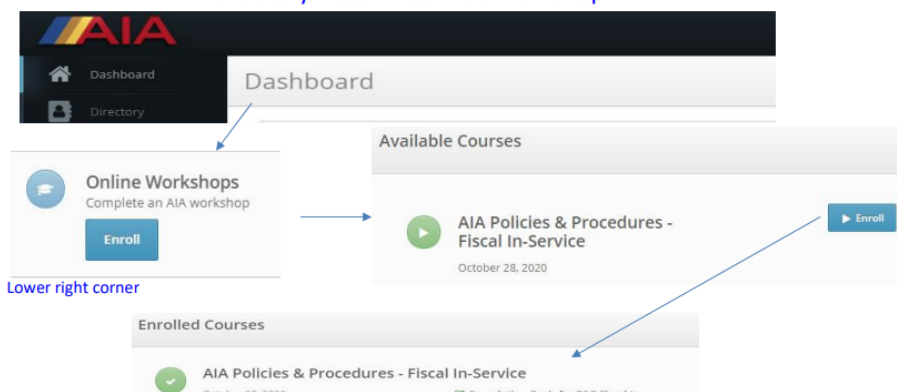 AIA
Dashboard
Dashboard
Directory
Available Courses
Online Workshops
Complete an AIA workshop
Enroll
AIA Policies & Procedures -
Fiscal In-Service
Enroll
October 28, 2020
Lower right corner
Enrolled Courses
AIA Policies & Procedures - Fiscal In-Service